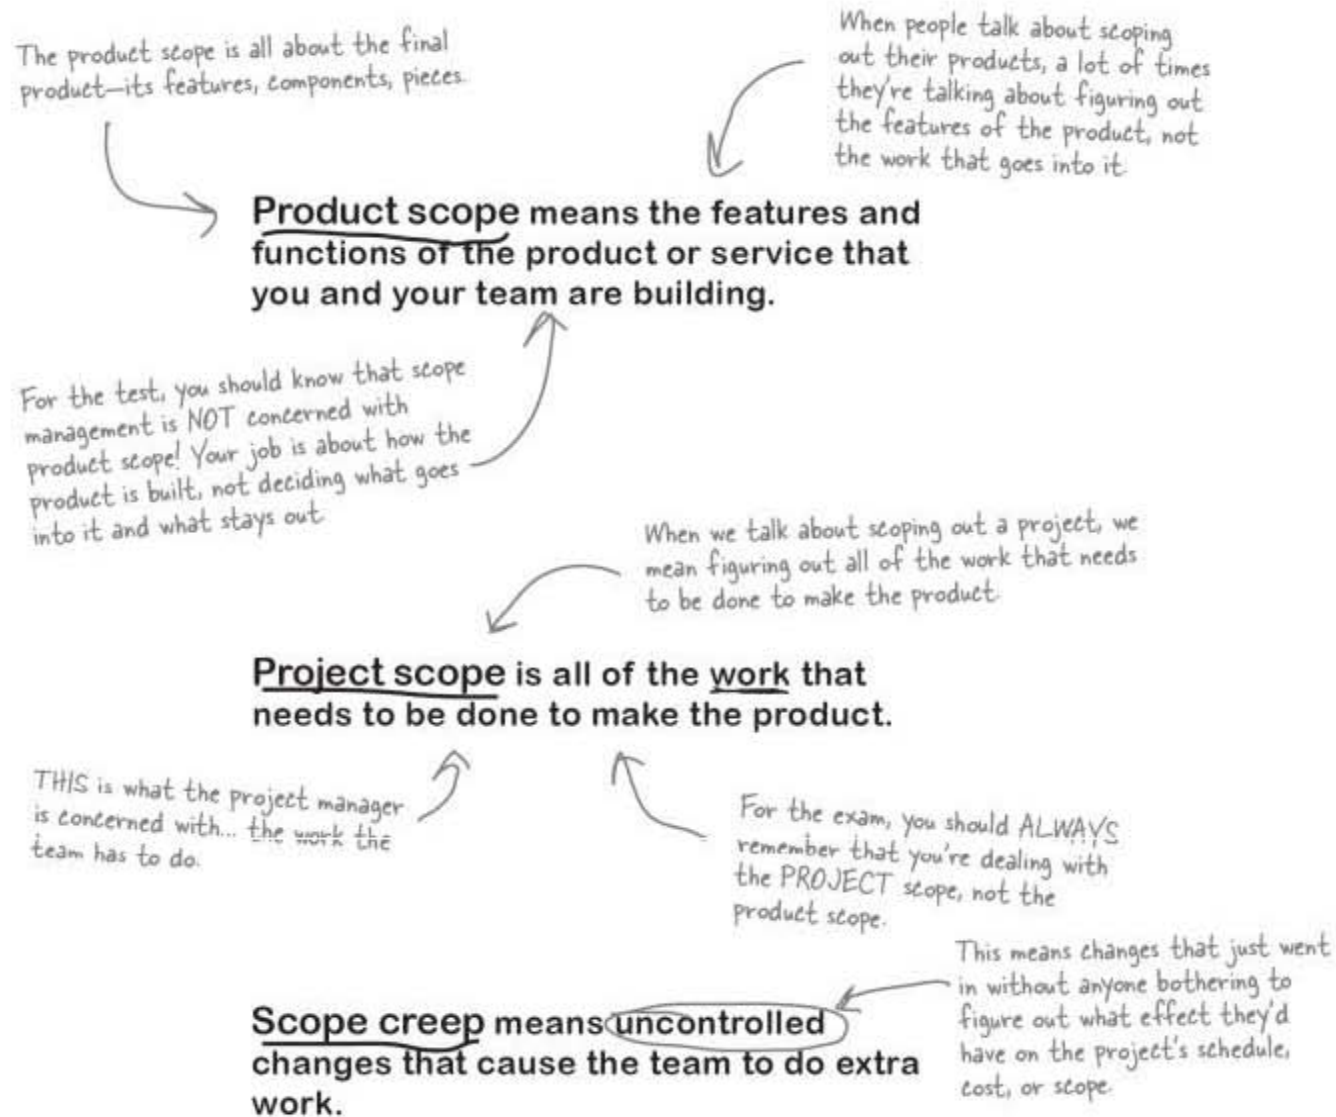 The product scope is all about the final
product—its features, components, pieces.
When people talk about scoping
out their products, a lot of times
they're talking about figuring out
the features of the product, not
the work that goes into it.
Product scope means the features and
functions of the product or service that
you and your team are building.
For the test, you should know that scope
management is NOT concerned with
product scope! Your job is about how the
product is built, not deciding what goes
into it and what stays out.
When we talk about scoping out a project, we
mean figuring out all of the work that needs
to be done to make the product.
Project scope is all of the work that
needs to be done to make the product.
THIS is what the project manager
is concerned with... the work the
team has to do.
For the exam, you should ALWAYS
remember that you're dealing with
the PROJECT scope, not the
product scope.
This means changes that just went
in without anyone bothering to
figure out what effect they'd
have on the project's schedule,
cost, or scope.
Scope creep means uncontrolled
changes that cause the team to do extra
work.